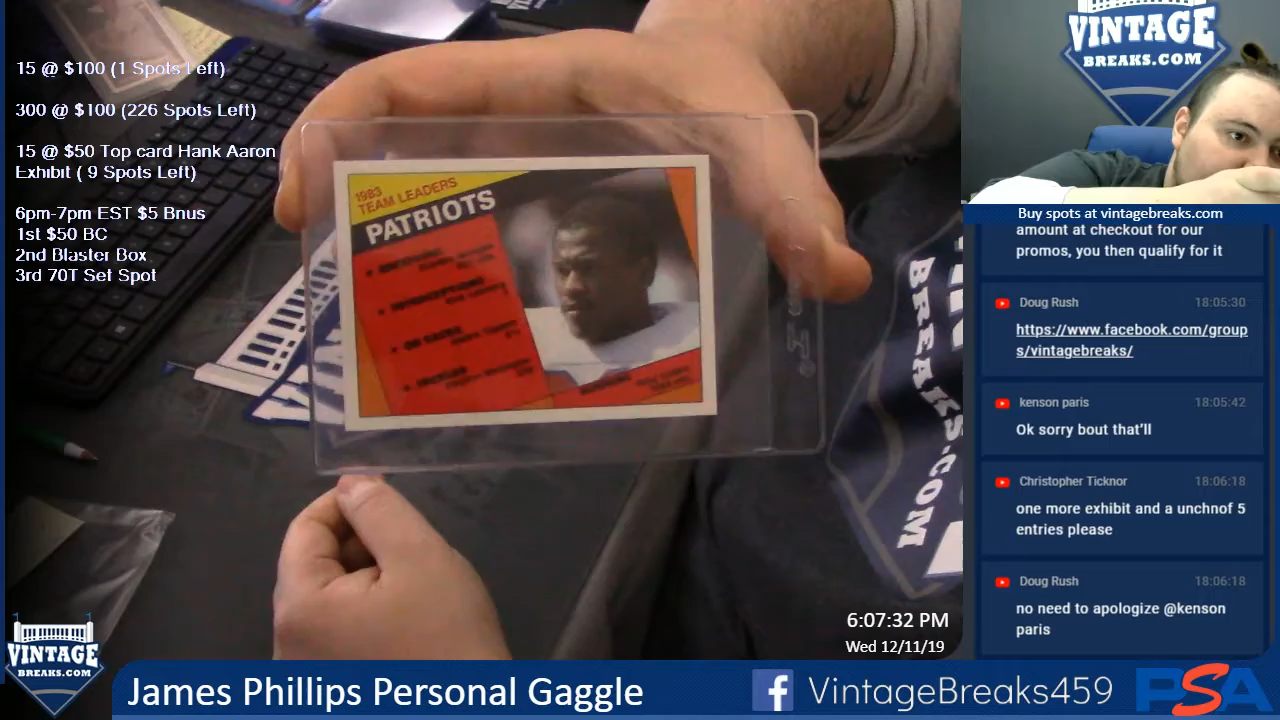 15 @ $100 (1 Spots Left)
300 @ $100 (226 Spots Left)
15 @ $50 Top card Hank Aaron
Exhibit ( 9 Spots Left)
6pm-7pm EST $5 Bnus
1st $50 BC
2nd Blaster Box
3rd 70T Set Spot
1983
TEAM LEADERS
PATRIOTS
BREAKS.COM
VINTAGE
BREAKS.COM
Buy spots at vintagebreaks.com
amount at checkout for our
promos, you then qualify for it
Doug Rush 18:05:30
https://www.facebook.com/group
s/vintagebreaks/
kenson paris 18:05:42
Ok sorry bout that'll
Christopher Ticknor 18:06:18
one more exhibit and a unchnof 5
entries please
Doug Rush 18:06:18
no need to apologize @kenson
paris
6:07:32 PM
Wed 12/11/19
VINTAGE
BREAKS.COM
James Phillips Personal Gaggle
f VintageBreaks459
PSA